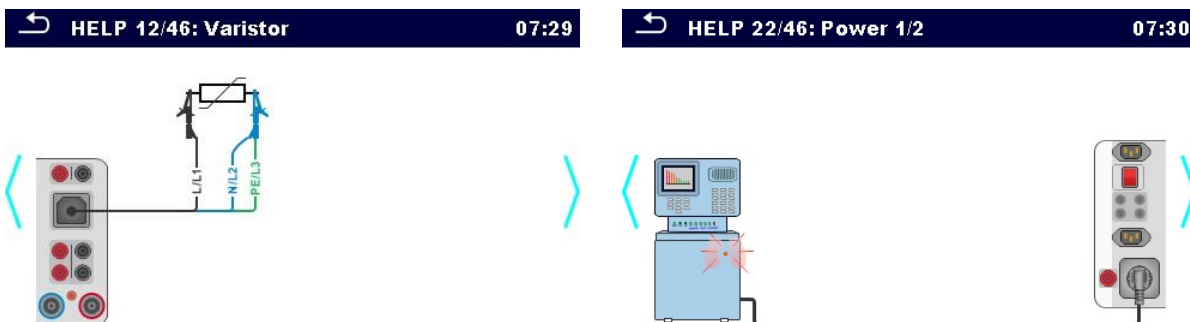 HELP 12/46: Varistor 07:29
L/L1
N/L2
PE/L3
HELP 22/46: Power 1/2 07:30